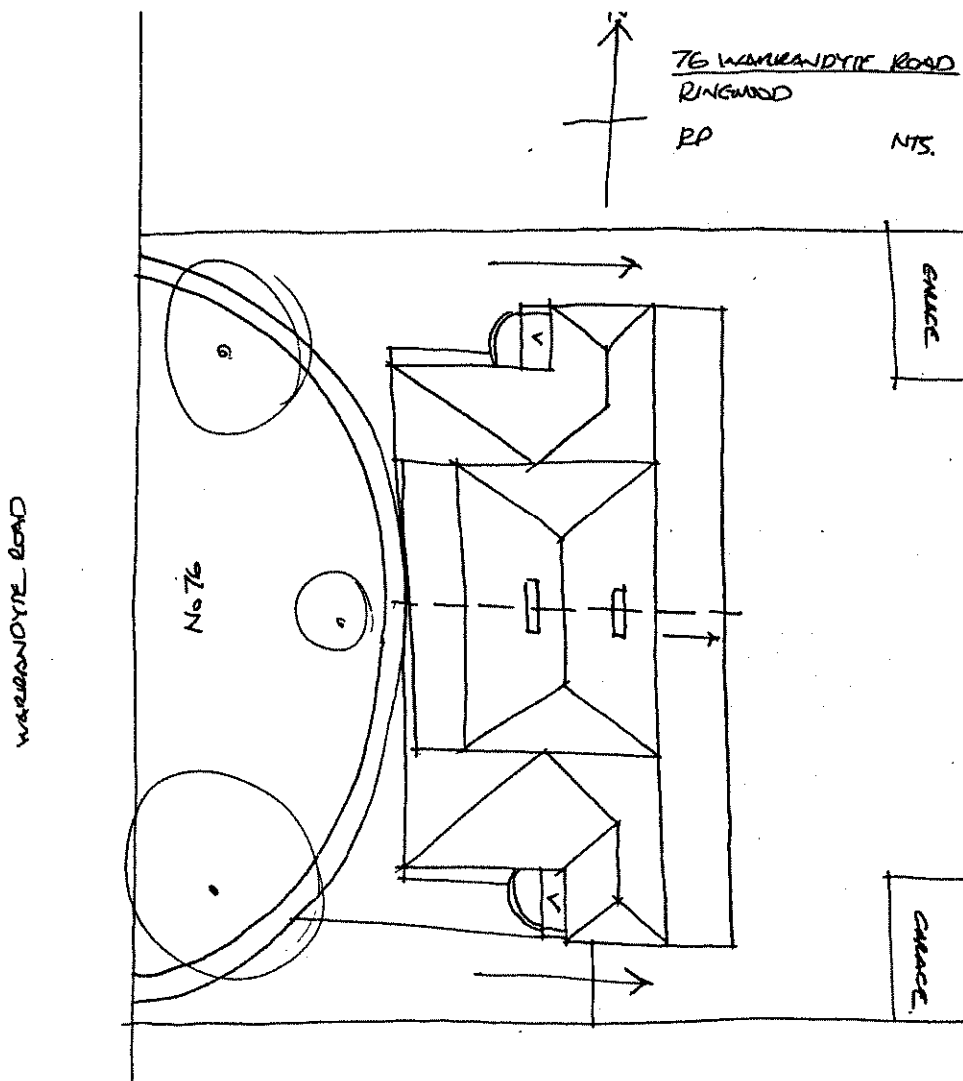 N
76 WARRANDYTE ROAD
RINGWOOD
RP NTS.
GARAGE
WARRANDYTE ROAD
No 76
GARAGE.